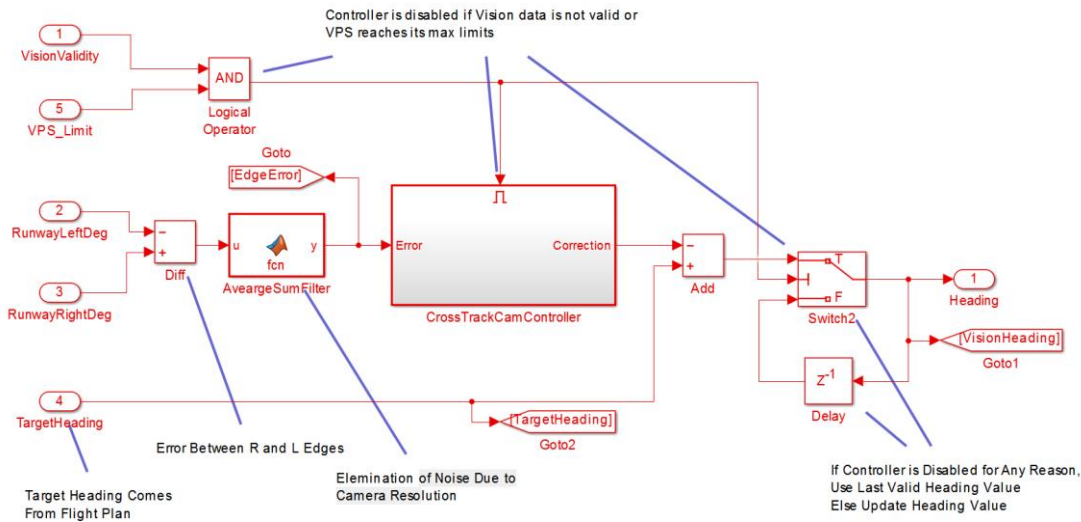 Controller is disabled if Vision data is not valid or
VPS reaches its max limits
1
VisionValidity
AND
5
VPS_Limit
Logical
Operator
Goto
[EdgeError]
2
RunwayLeftDeg
−
+
Diff
u
y
fcn
AveargeSumFilter
3
RunwayRightDeg
Error
Correction
CrossTrackCamController
−
+
Add
T
F
Switch2
1
Heading
[VisionHeading]
Goto1
Z-1
Delay
4
TargetHeading
[TargetHeading]
Goto2
Error Between R and L Edges
Elemination of Noise Due to
Camera Resolution
Target Heading Comes
From Flight Plan
If Controller is Disabled for Any Reason,
Use Last Valid Heading Value
Else Update Heading Value